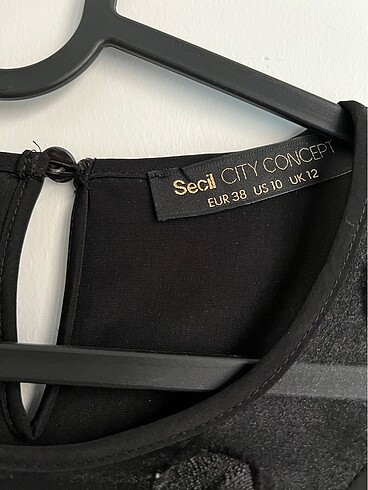 Secil CITY CONCEPT
EUR 38 US 10 UK 12